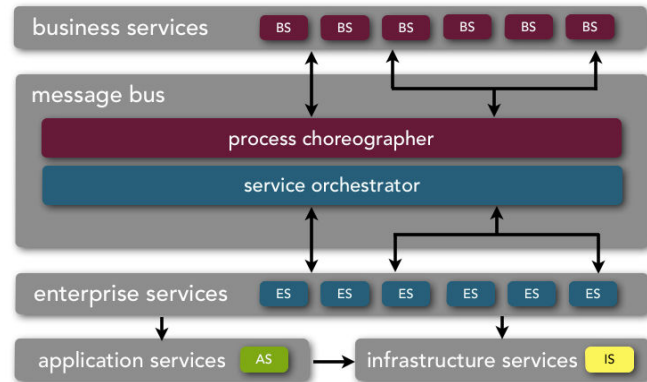 business services BS BS BS BS BS BS
message bus
process choreographer
service orchestrator
enterprise services ES ES ES ES ES ES
application services AS infrastructure services IS